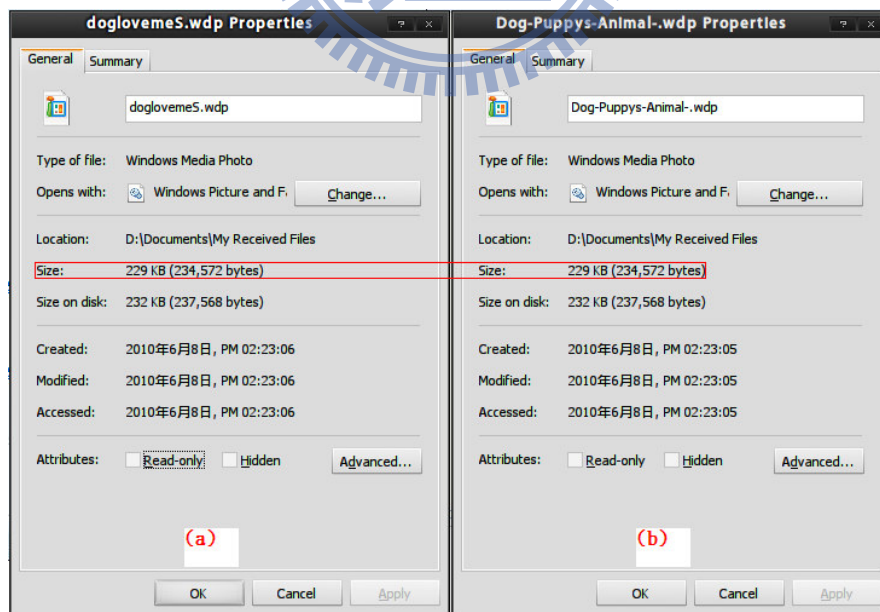 doglovemeS.wdp Properties
General Summary
doglovemeS.wdp
Type of file: Windows Media Photo
Opens with: Windows Picture and F
Change...
Location: D:\Documents\My Received Files
Size: 229 KB (234,572 bytes)
Size on disk: 232 KB (237,568 bytes)
Created: 2010年6月8日, PM 02:23:06
Modified: 2010年6月8日, PM 02:23:06
Accessed: 2010年6月8日, PM 02:23:06
Attributes: Read-only Hidden Advanced...
(a)
OK Cancel Apply
Dog-Puppys-Animal-.wdp Properties
General Summary
Dog-Puppys-Animal-.wdp
Type of file: Windows Media Photo
Opens with: Windows Picture and F
Change...
Location: D:\Documents\My Received Files
Size: 229 KB (234,572 bytes)
Size on disk: 232 KB (237,568 bytes)
Created: 2010年6月8日, PM 02:23:05
Modified: 2010年6月8日, PM 02:23:05
Accessed: 2010年6月8日, PM 02:23:05
Attributes: Read-only Hidden Advanced...
(b)
OK Cancel Apply